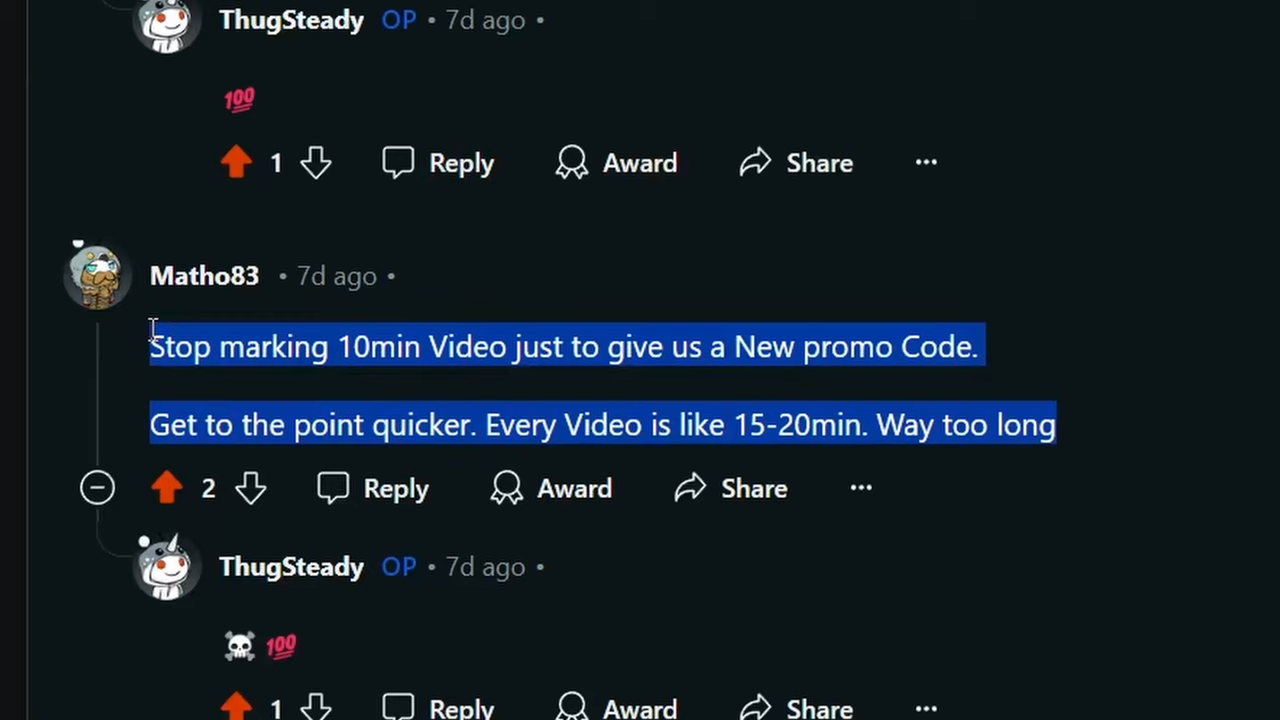 ThugSteady OP • 7d ago •
💯
1 Reply Award Share ...
Matho83 • 7d ago •
Stop marking 10min Video just to give us a New promo Code.
Get to the point quicker. Every Video is like 15-20min. Way too long
2 Reply Award Share ...
ThugSteady OP • 7d ago •
☠️ 💯
1 Reply Award Share ...